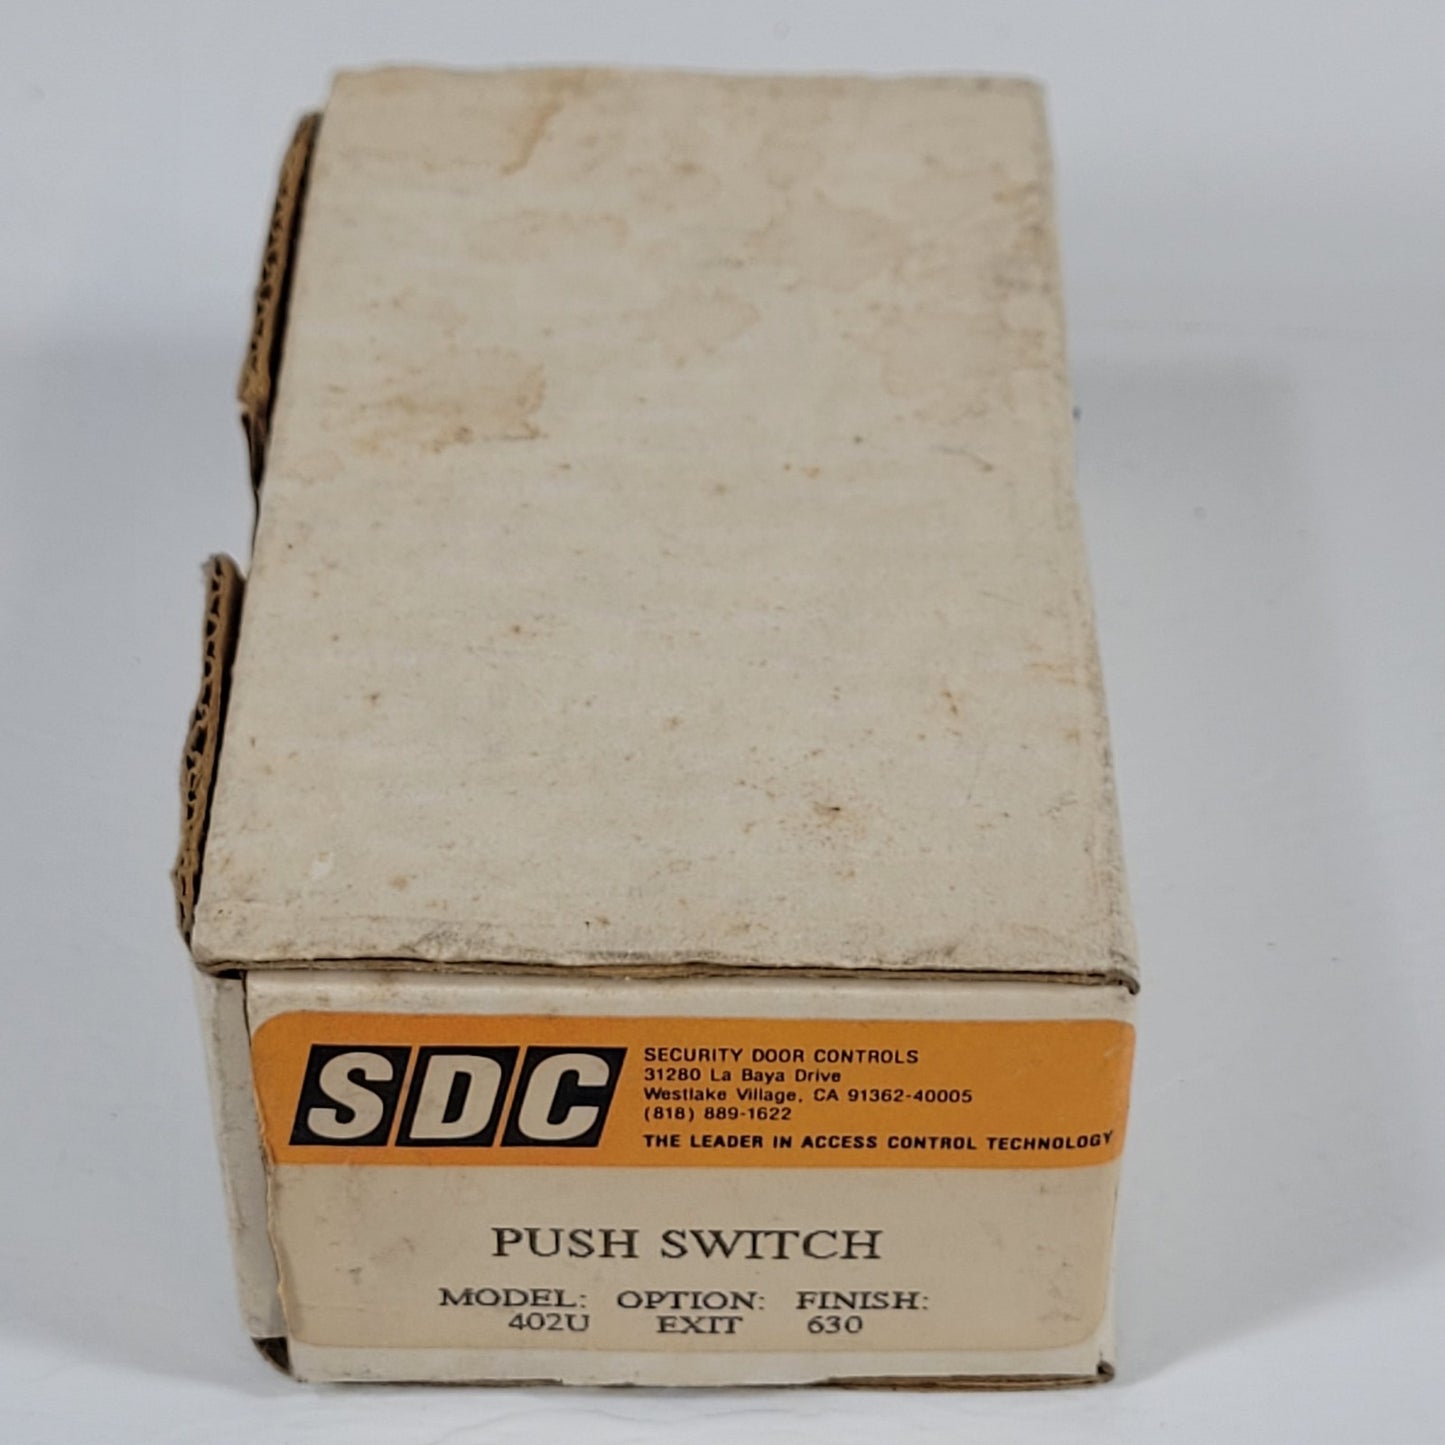 SDC
SECURITY DOOR CONTROLS
31280 La Baya Drive
Westlake Village, CA 91362-40005
(818) 889-1622
THE LEADER IN ACCESS CONTROL TECHNOLOGY
PUSH SWITCH
MODEL: OPTION: FINISH:
402U EXIT 630